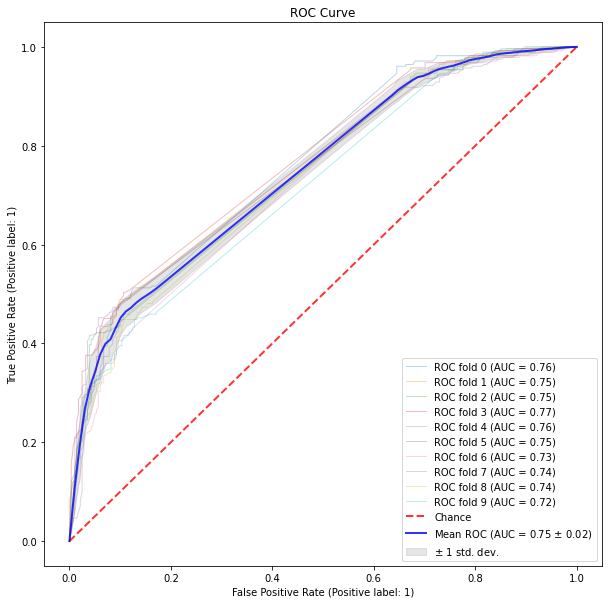 ROC Curve
1.0
0.8
0.6
0.4
0.2
0.0
True Positive Rate (Positive label: 1)
ROC fold 0 (AUC = 0.76)
ROC fold 1 (AUC = 0.75)
ROC fold 2 (AUC = 0.75)
ROC fold 3 (AUC = 0.77)
ROC fold 4 (AUC = 0.76)
ROC fold 5 (AUC = 0.75)
ROC fold 6 (AUC = 0.73)
ROC fold 7 (AUC = 0.74)
ROC fold 8 (AUC = 0.74)
ROC fold 9 (AUC = 0.72)
Chance
Mean ROC (AUC = 0.75 ± 0.02)
± 1 std. dev.
0.0 0.2 0.4 0.6 0.8 1.0
False Positive Rate (Positive label: 1)